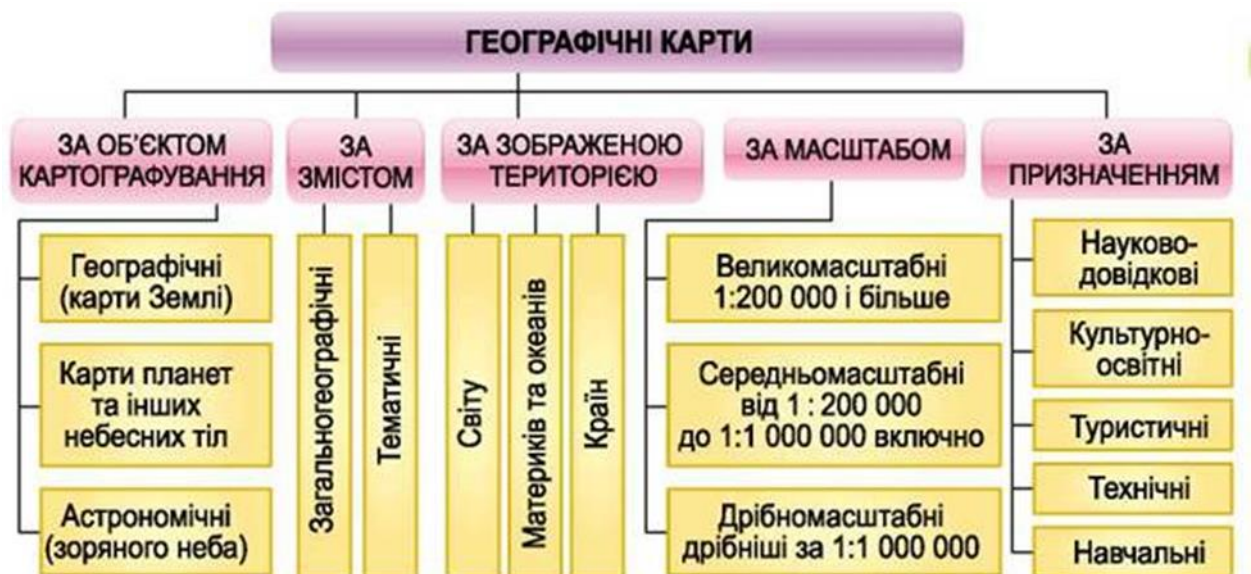 ГЕОГРАФІЧНІ КАРТИ
ЗА ОБ'ЄКТОМ
КАРТОГРАФУВАННЯ
Географічні
(карти Землі)
Карти планет
та інших
небесних тіл
Астрономічні
(зоряного неба)
ЗА
ЗМІСТОМ
Загальногеографічні
Тематичні
ЗА ЗОБРАЖЕНОЮ
ТЕРИТОРІЄЮ
Світу
Материків та океанів
Країн
ЗА МАСШТАБОМ
Великомасштабні
1:200 000 і більше
Середньомасштабні
від 1 : 200 000
до 1:1 000 000 включно
Дрібномасштабні
дрібніші за 1:1 000 000
ЗА
ПРИЗНАЧЕННЯМ
Науково-
довідкові
Культурно-
освітні
Туристичні
Технічні
Навчальні